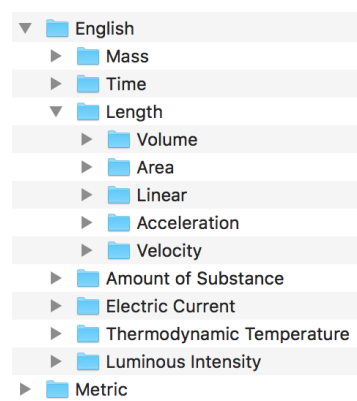 English
Mass
Time
Length
Volume
Area
Linear
Acceleration
Velocity
Amount of Substance
Electric Current
Thermodynamic Temperature
Luminous Intensity
Metric